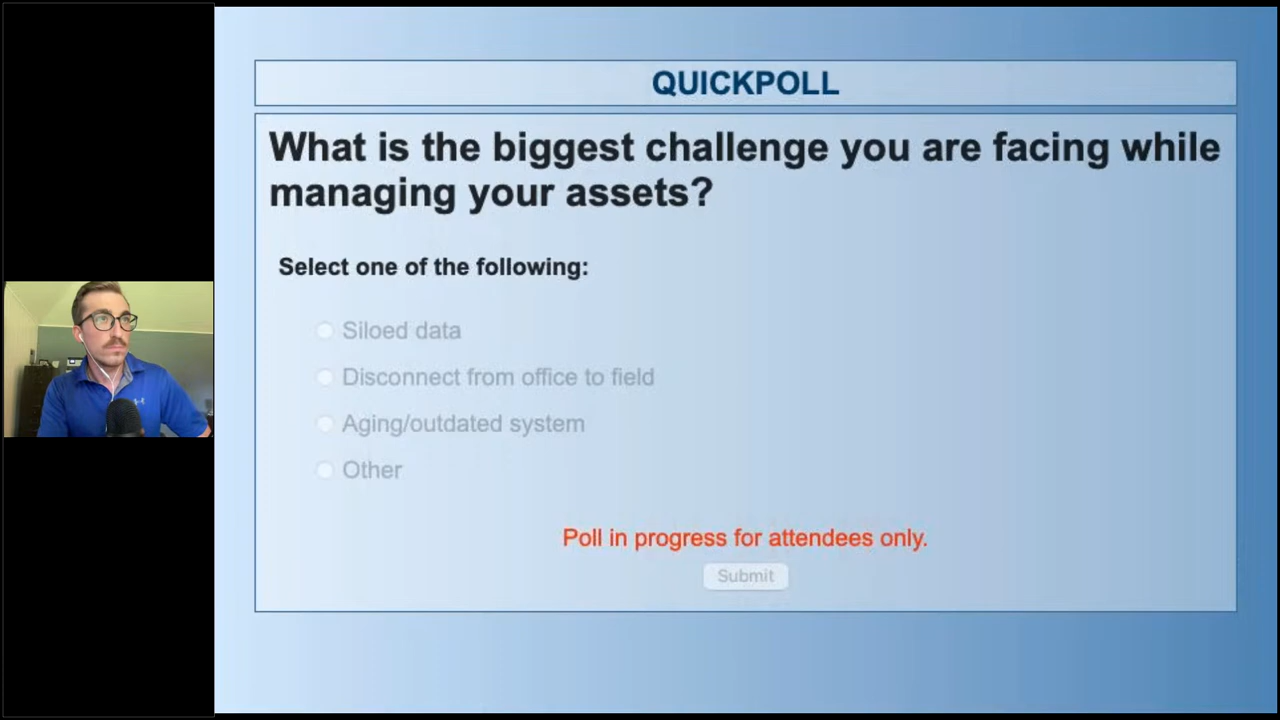 QUICKPOLL
What is the biggest challenge you are facing while
managing your assets?
Select one of the following:
Siloed data
Disconnect from office to field
Aging/outdated system
Other
Poll in progress for attendees only.
Submit